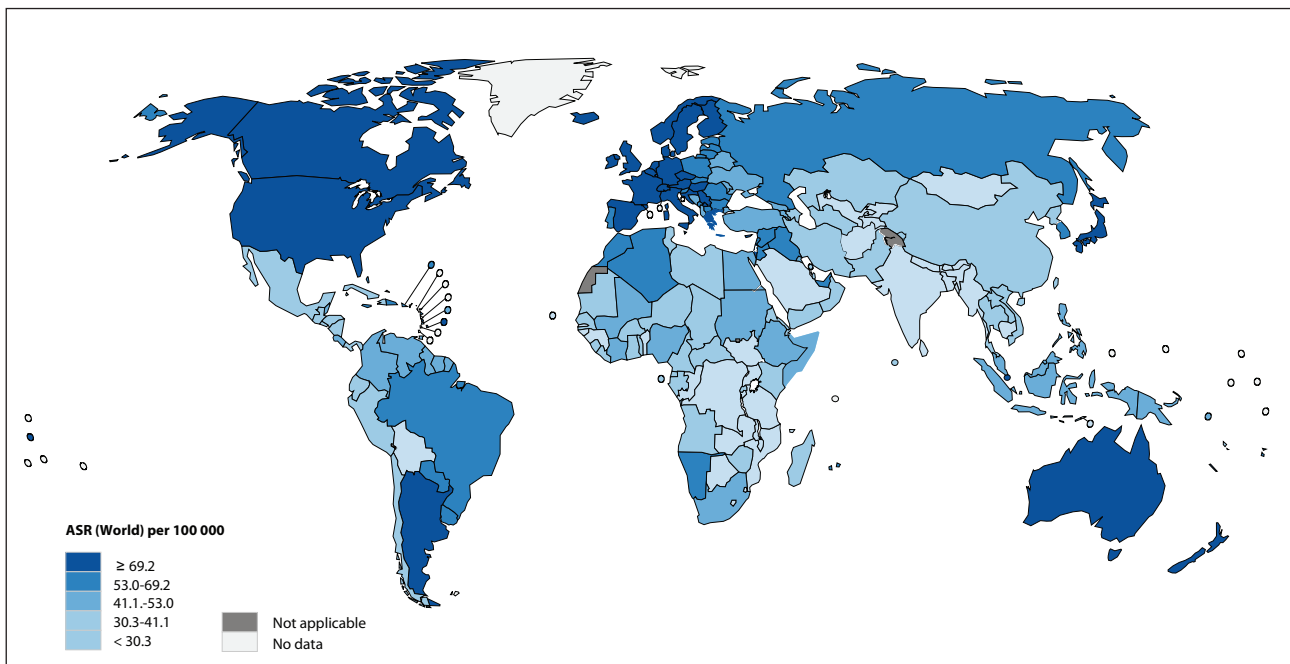 ASR (World) per 100 000
≥ 69.2
53.0-69.2
41.1.-53.0
30.3-41.1
< 30.3
Not applicable
No data